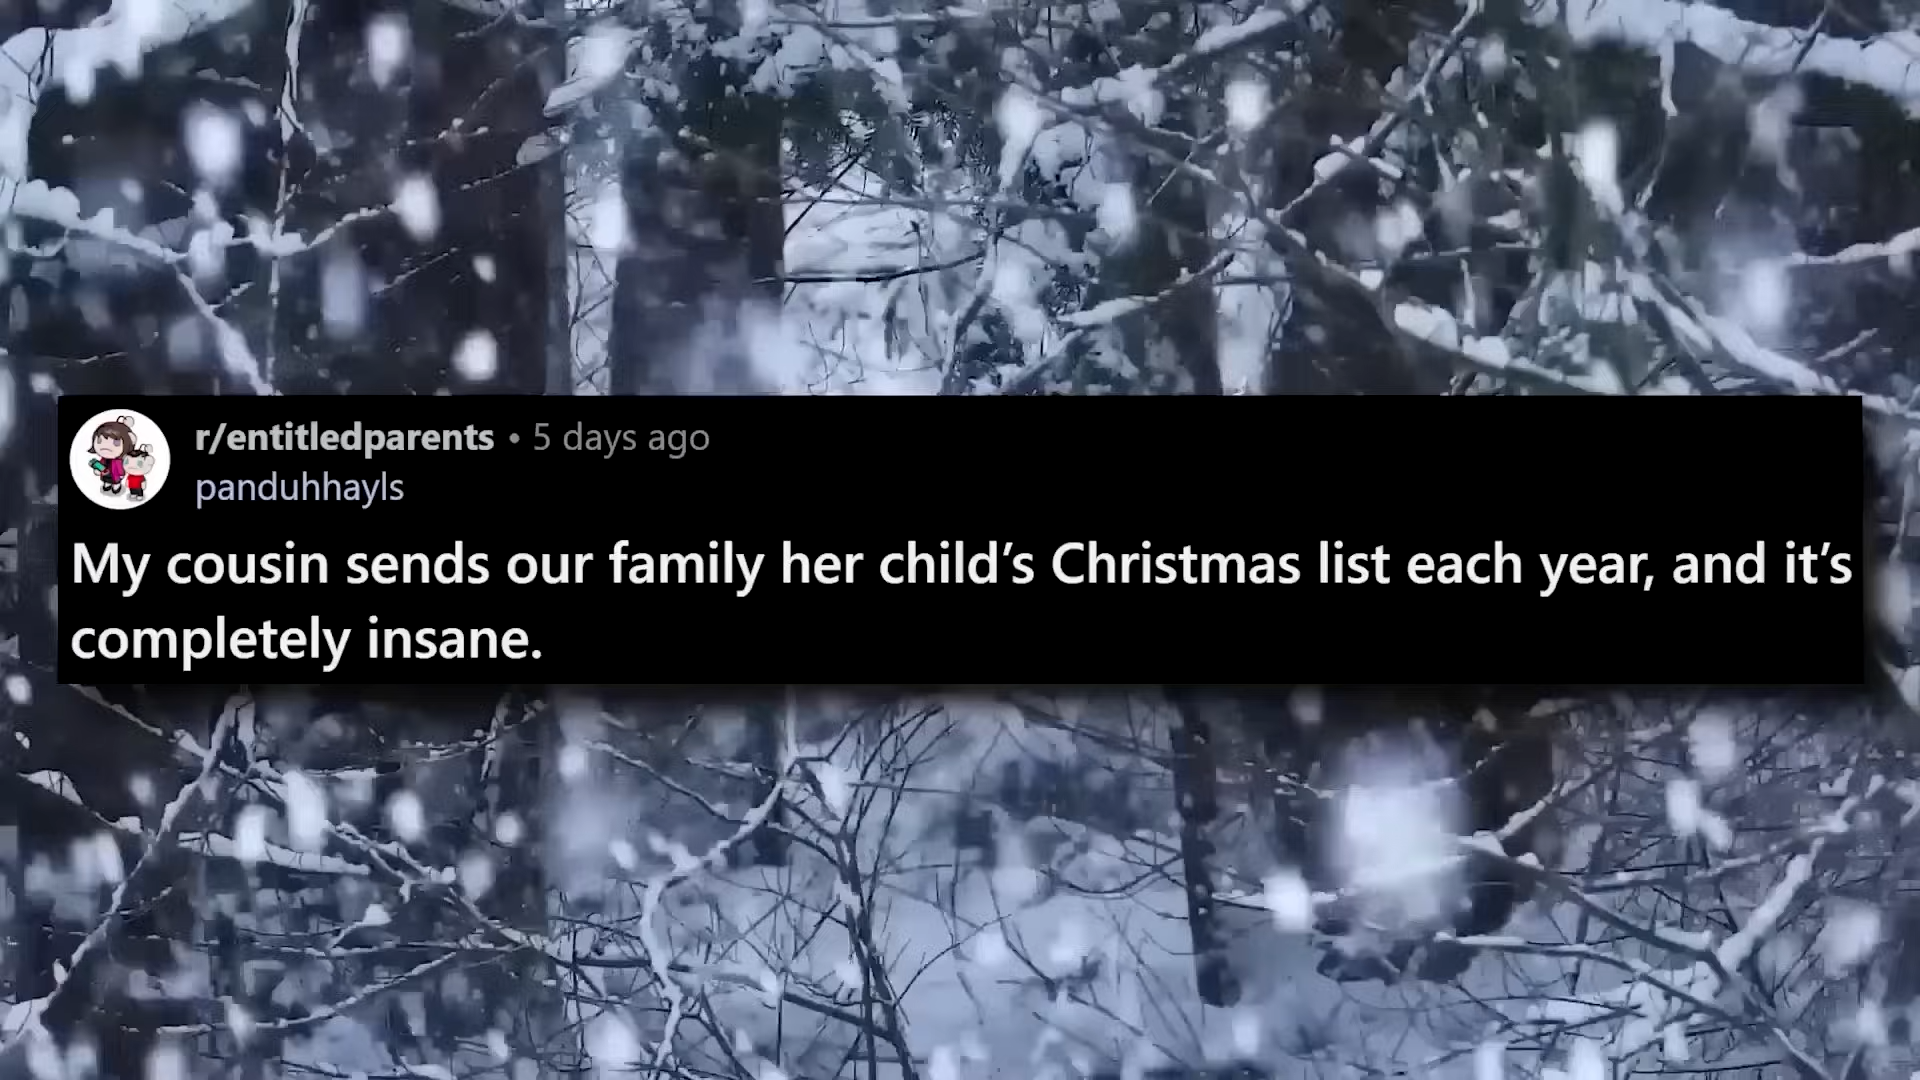 r/entitledparents • 5 days ago
panduhhayls
My cousin sends our family her child’s Christmas list each year, and it’s
completely insane.